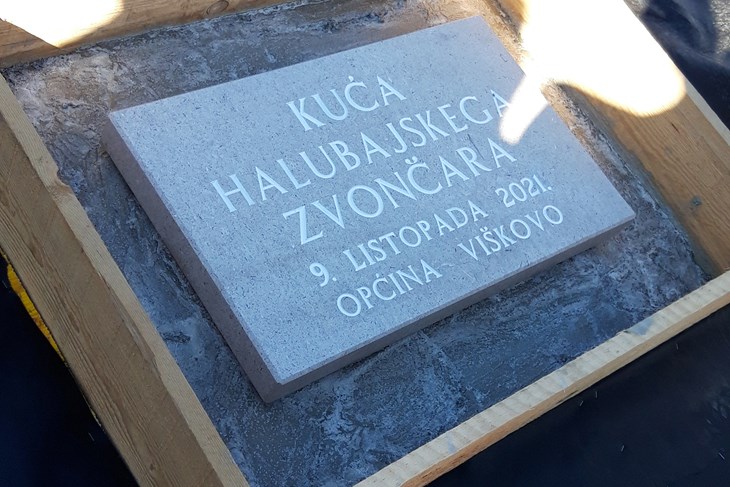 KUĆA
HALUBAJSKEGA
ZVONČARA
9. LISTOPADA 2021.
OPĆINA VIŠKOVO